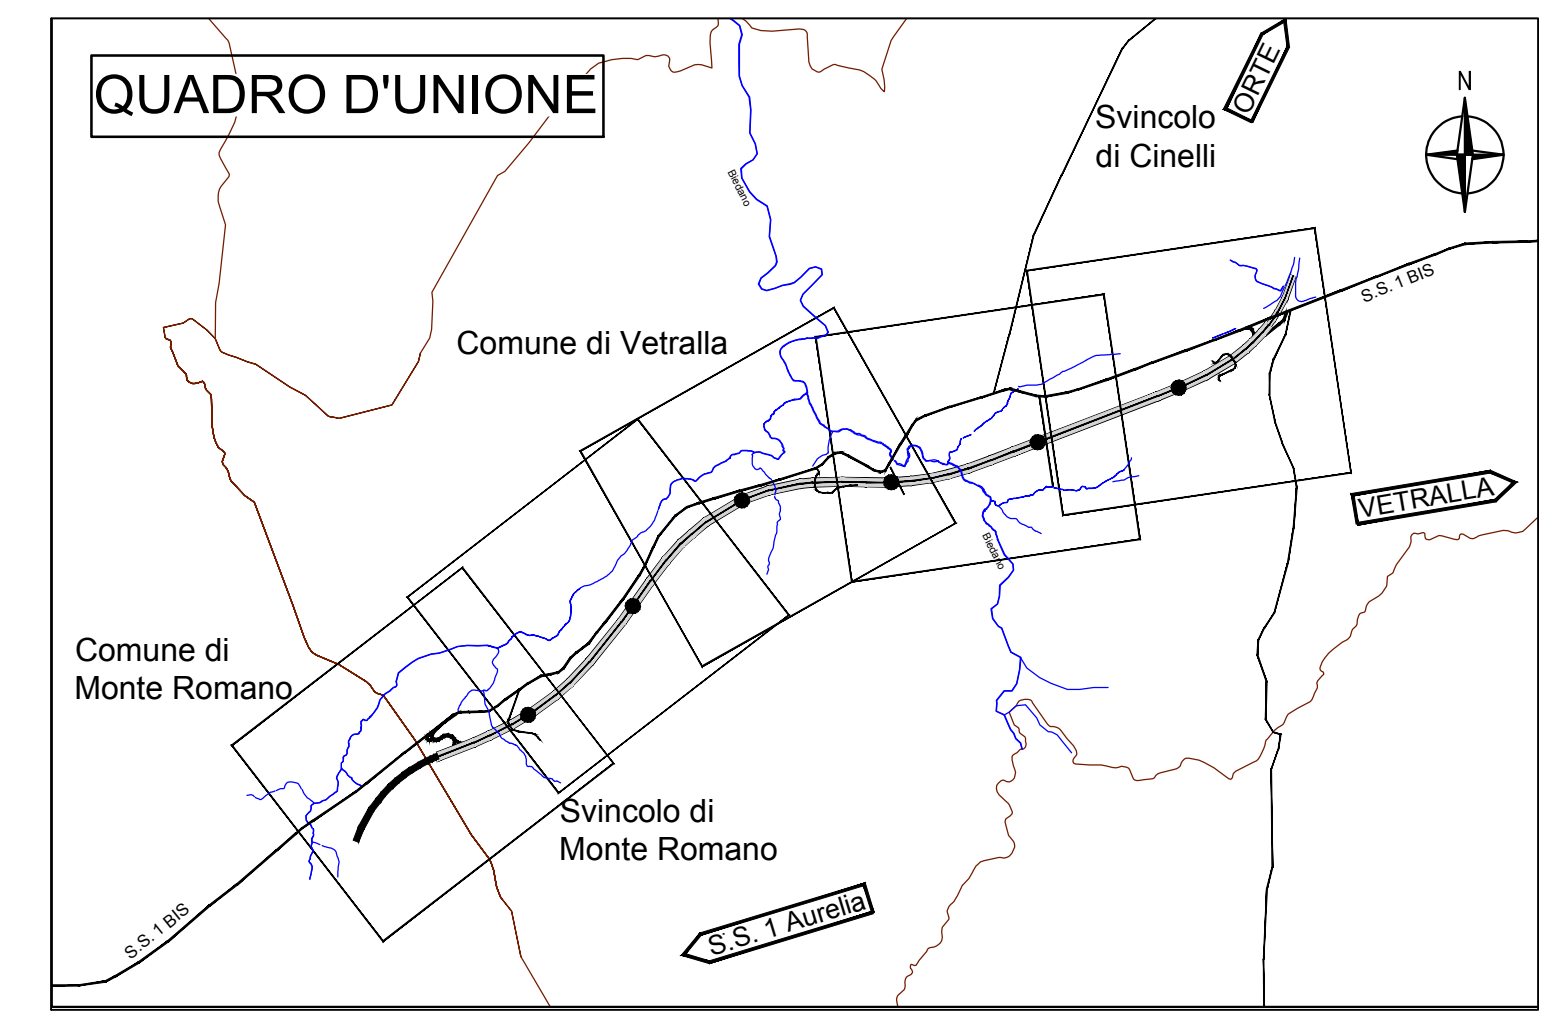 QUADRO D'UNIONE
ORTE
N
Svincolo
di Cinelli
Biedano
S.S. 1 BIS
Comune di Vetralla
VETRALLA
Biedano
Comune di
Monte Romano
Svincolo di
Monte Romano
S.S. 1 Aurelia
S.S. 1 BIS